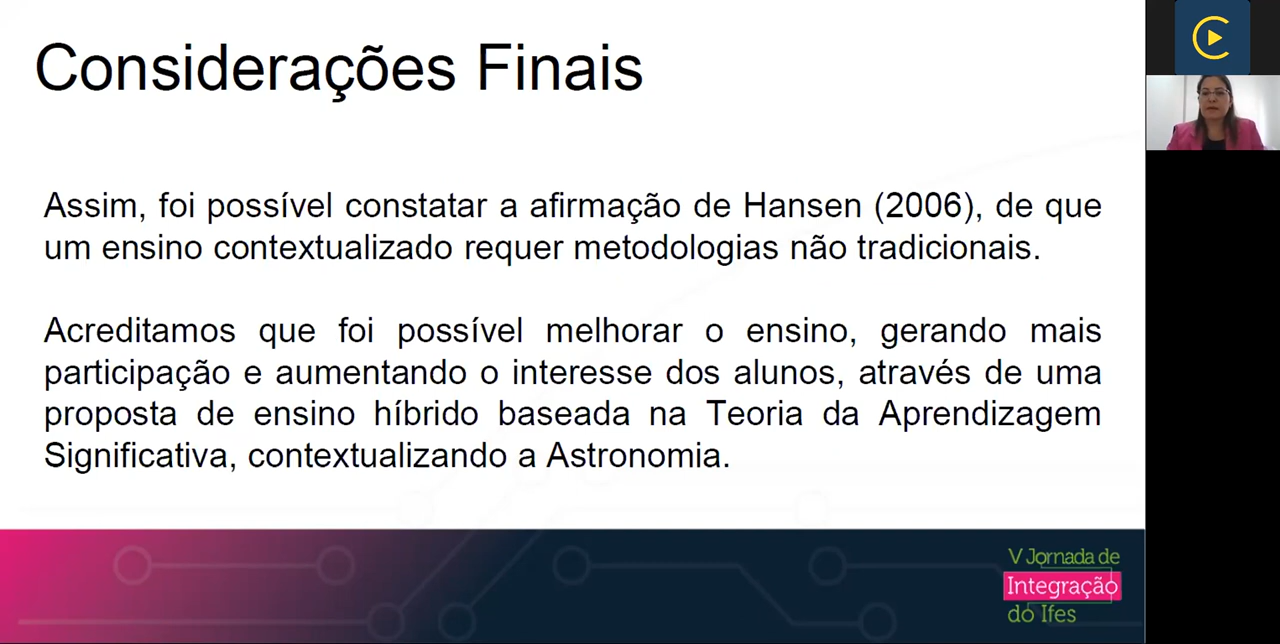 Considerações Finais
Assim, foi possível constatar a afirmação de Hansen (2006), de que
um ensino contextualizado requer metodologias não tradicionais.
Acreditamos que foi possível melhorar o ensino, gerando mais
participação e aumentando o interesse dos alunos, através de uma
proposta de ensino híbrido baseada na Teoria da Aprendizagem
Significativa, contextualizando a Astronomia.
V Jornada de
Integração
do Ifes